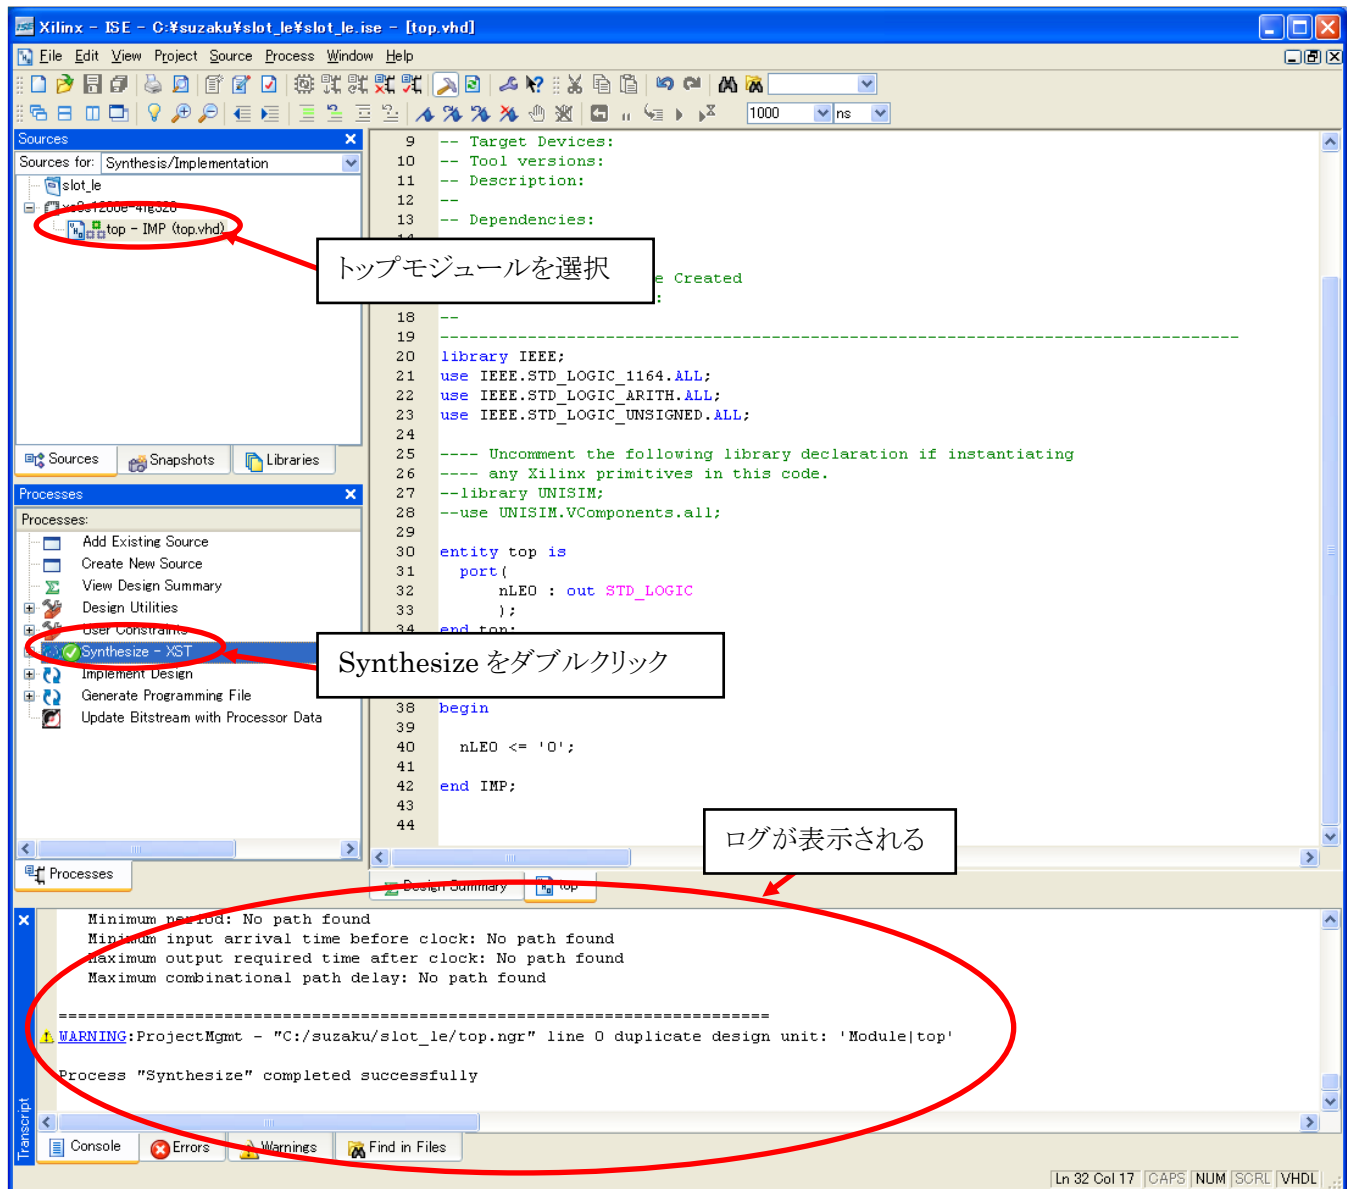 Xilinx - ISE - C:¥suzaku¥slot_le¥slot_le.ise - [top.vhd]
File Edit View Project Source Process Window Help
1000 ns
Sources
Sources for: Synthesis/Implementation
slot_le
top - IMP (top.vhd)
Sources Snapshots Libraries
Processes
Processes:
Add Existing Source
Create New Source
View Design Summary
Design Utilities
User Constraints
Synthesize - XST
Implement Design
Generate Programming File
Update Bitstream with Processor Data
Processes
9 -- Target Devices:
10 -- Tool versions:
11 -- Description:
12 --
13 -- Dependencies:
14
トップモジュールを選択
e Created
:
18 --
19 ----------------------------------------------------------------------------------
20 library IEEE;
21 use IEEE.STD_LOGIC_1164.ALL;
22 use IEEE.STD_LOGIC_ARITH.ALL;
23 use IEEE.STD_LOGIC_UNSIGNED.ALL;
24
25 ---- Uncomment the following library declaration if instantiating
26 ---- any Xilinx primitives in this code.
27 --library UNISIM;
28 --use UNISIM.VComponents.all;
29
30 entity top is
31 port(
32 nLE0 : out STD_LOGIC
33 );
34 end top;
Synthesize をダブルクリック
38 begin
39
40 nLE0 <= '0';
41
42 end IMP;
43
44
ログが表示される
Design Summary top
Minimum period: No path found
Minimum input arrival time before clock: No path found
Maximum output required time after clock: No path found
Maximum combinational path delay: No path found
=========================================================================
WARNING:ProjectMgmt - "C:/suzaku/slot_le/top.ngr" line 0 duplicate design unit: 'Module|top'
Process "Synthesize" completed successfully
Transcript
Console Errors Warnings Find in Files
Ln 32 Col 17 CAPS NUM SCRL VHDL